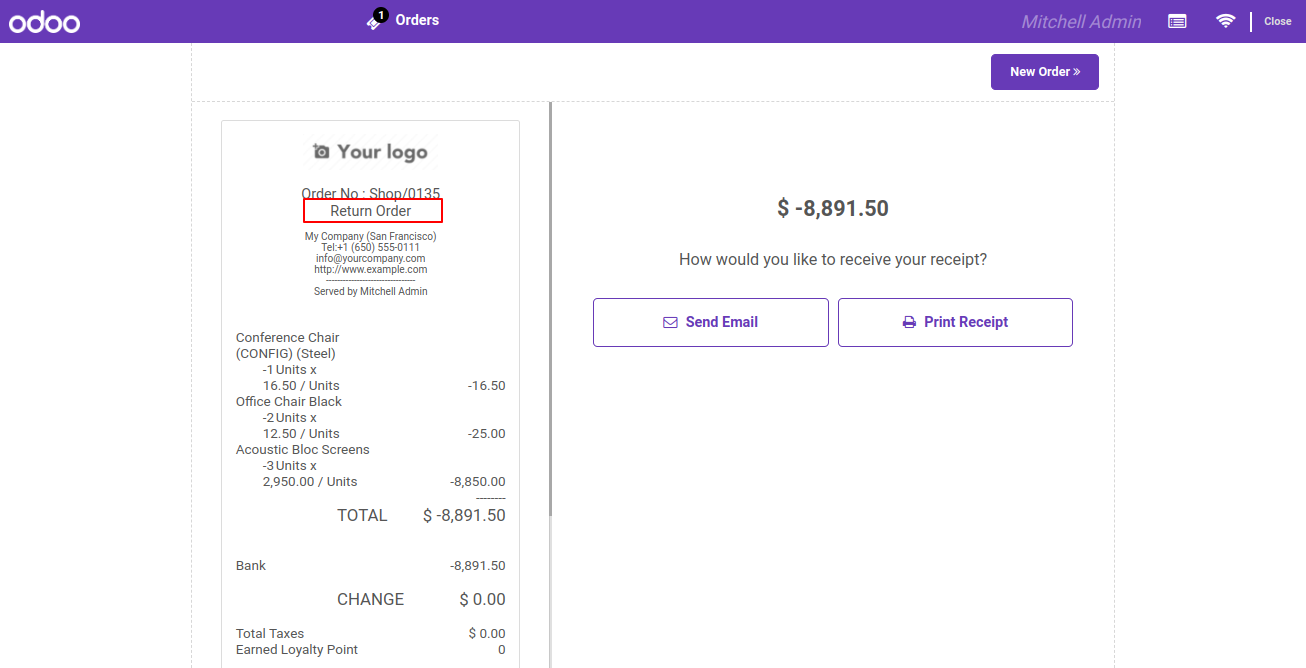 odoo
1
Orders
Mitchell Admin
Close
New Order »
Your logo
Order No : Shop/0135
Return Order
My Company (San Francisco)
Tel:+1 (650) 555-0111
info@yourcompany.com
http://www.example.com
--------------------------------
Served by Mitchell Admin
Conference Chair
(CONFIG) (Steel)
-1 Units x
16.50 / Units -16.50
Office Chair Black
-2 Units x
12.50 / Units -25.00
Acoustic Bloc Screens
-3 Units x
2,950.00 / Units -8,850.00
--------
TOTAL $ -8,891.50
Bank -8,891.50
CHANGE $ 0.00
Total Taxes $ 0.00
Earned Loyalty Point 0
$ -8,891.50
How would you like to receive your receipt?
Send Email
Print Receipt